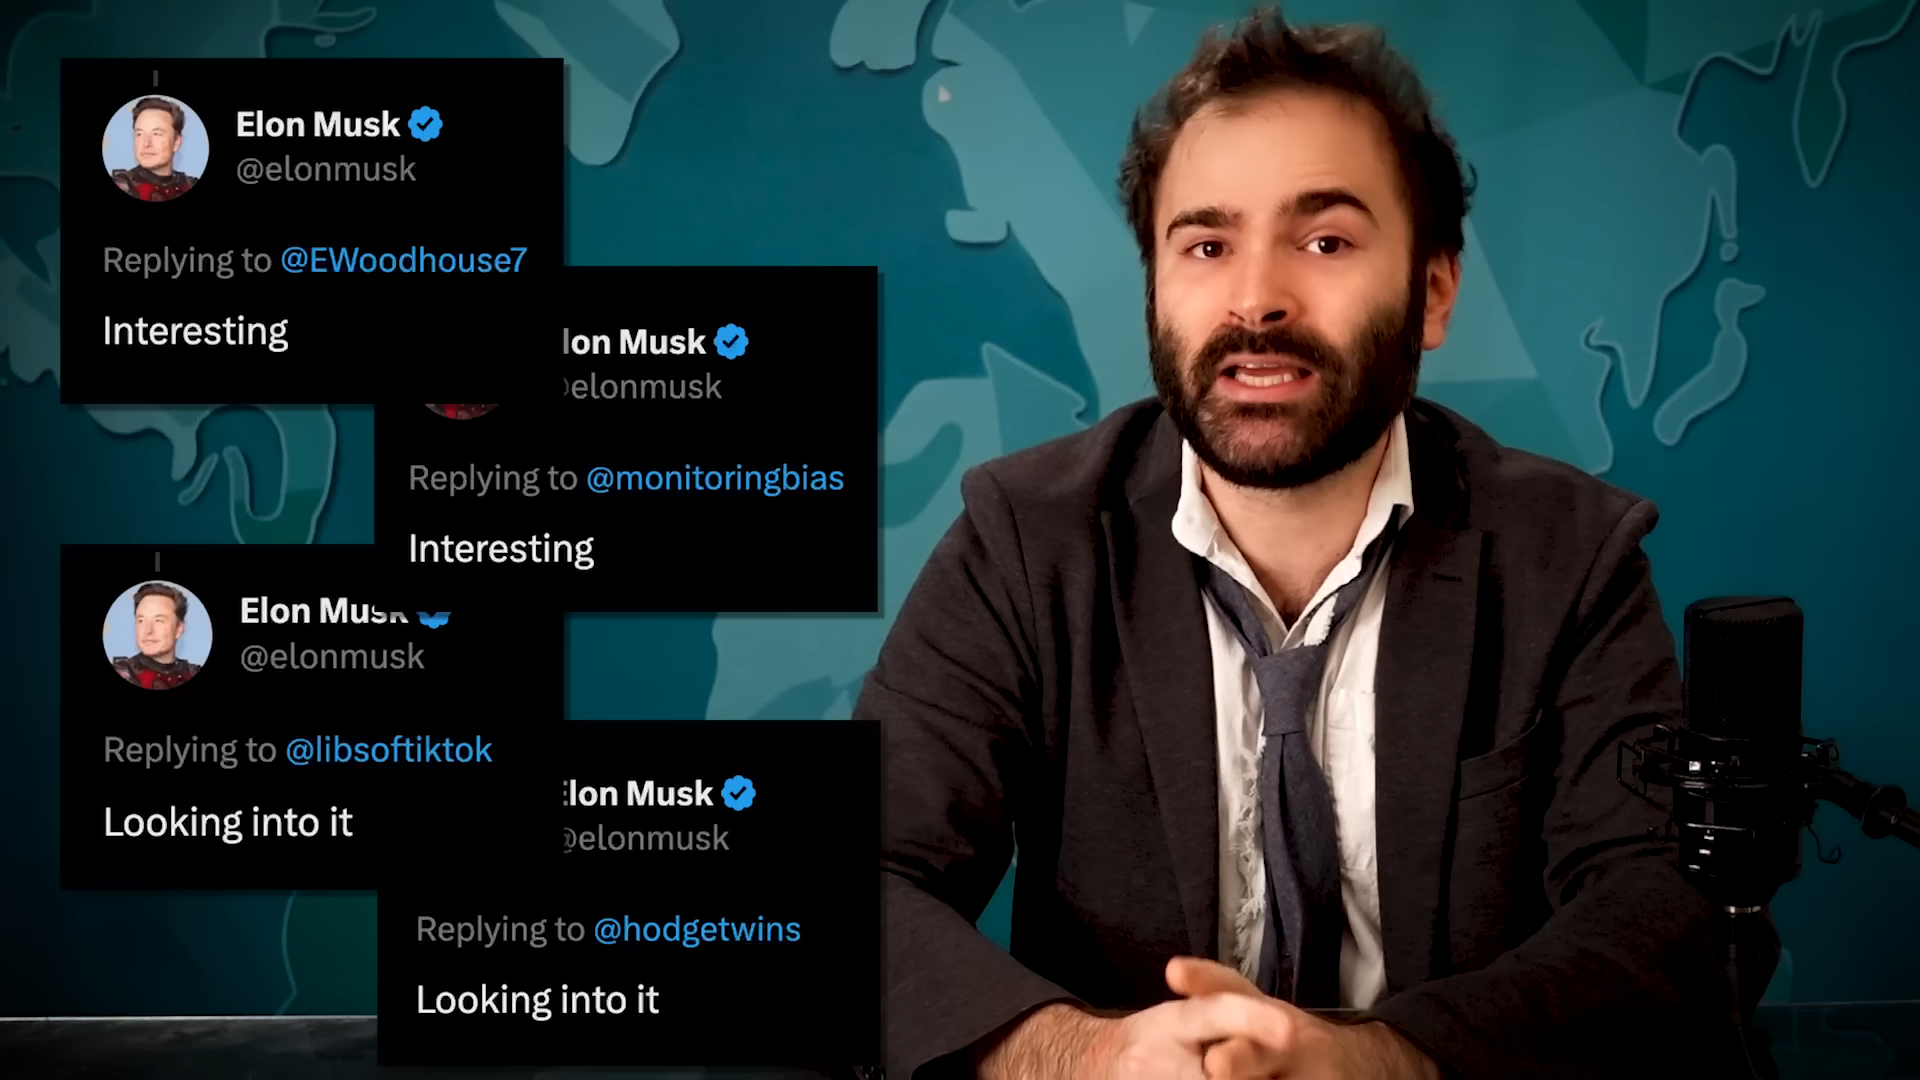 Elon Musk
@elonmusk
Replying to @EWoodhouse7
Interesting
lon Musk
elonmusk
Replying to @monitoringbias
Interesting
Elon Musk
@elonmusk
Replying to @libsoftiktok
Looking into it
lon Musk
@elonmusk
Replying to @hodgetwins
Looking into it